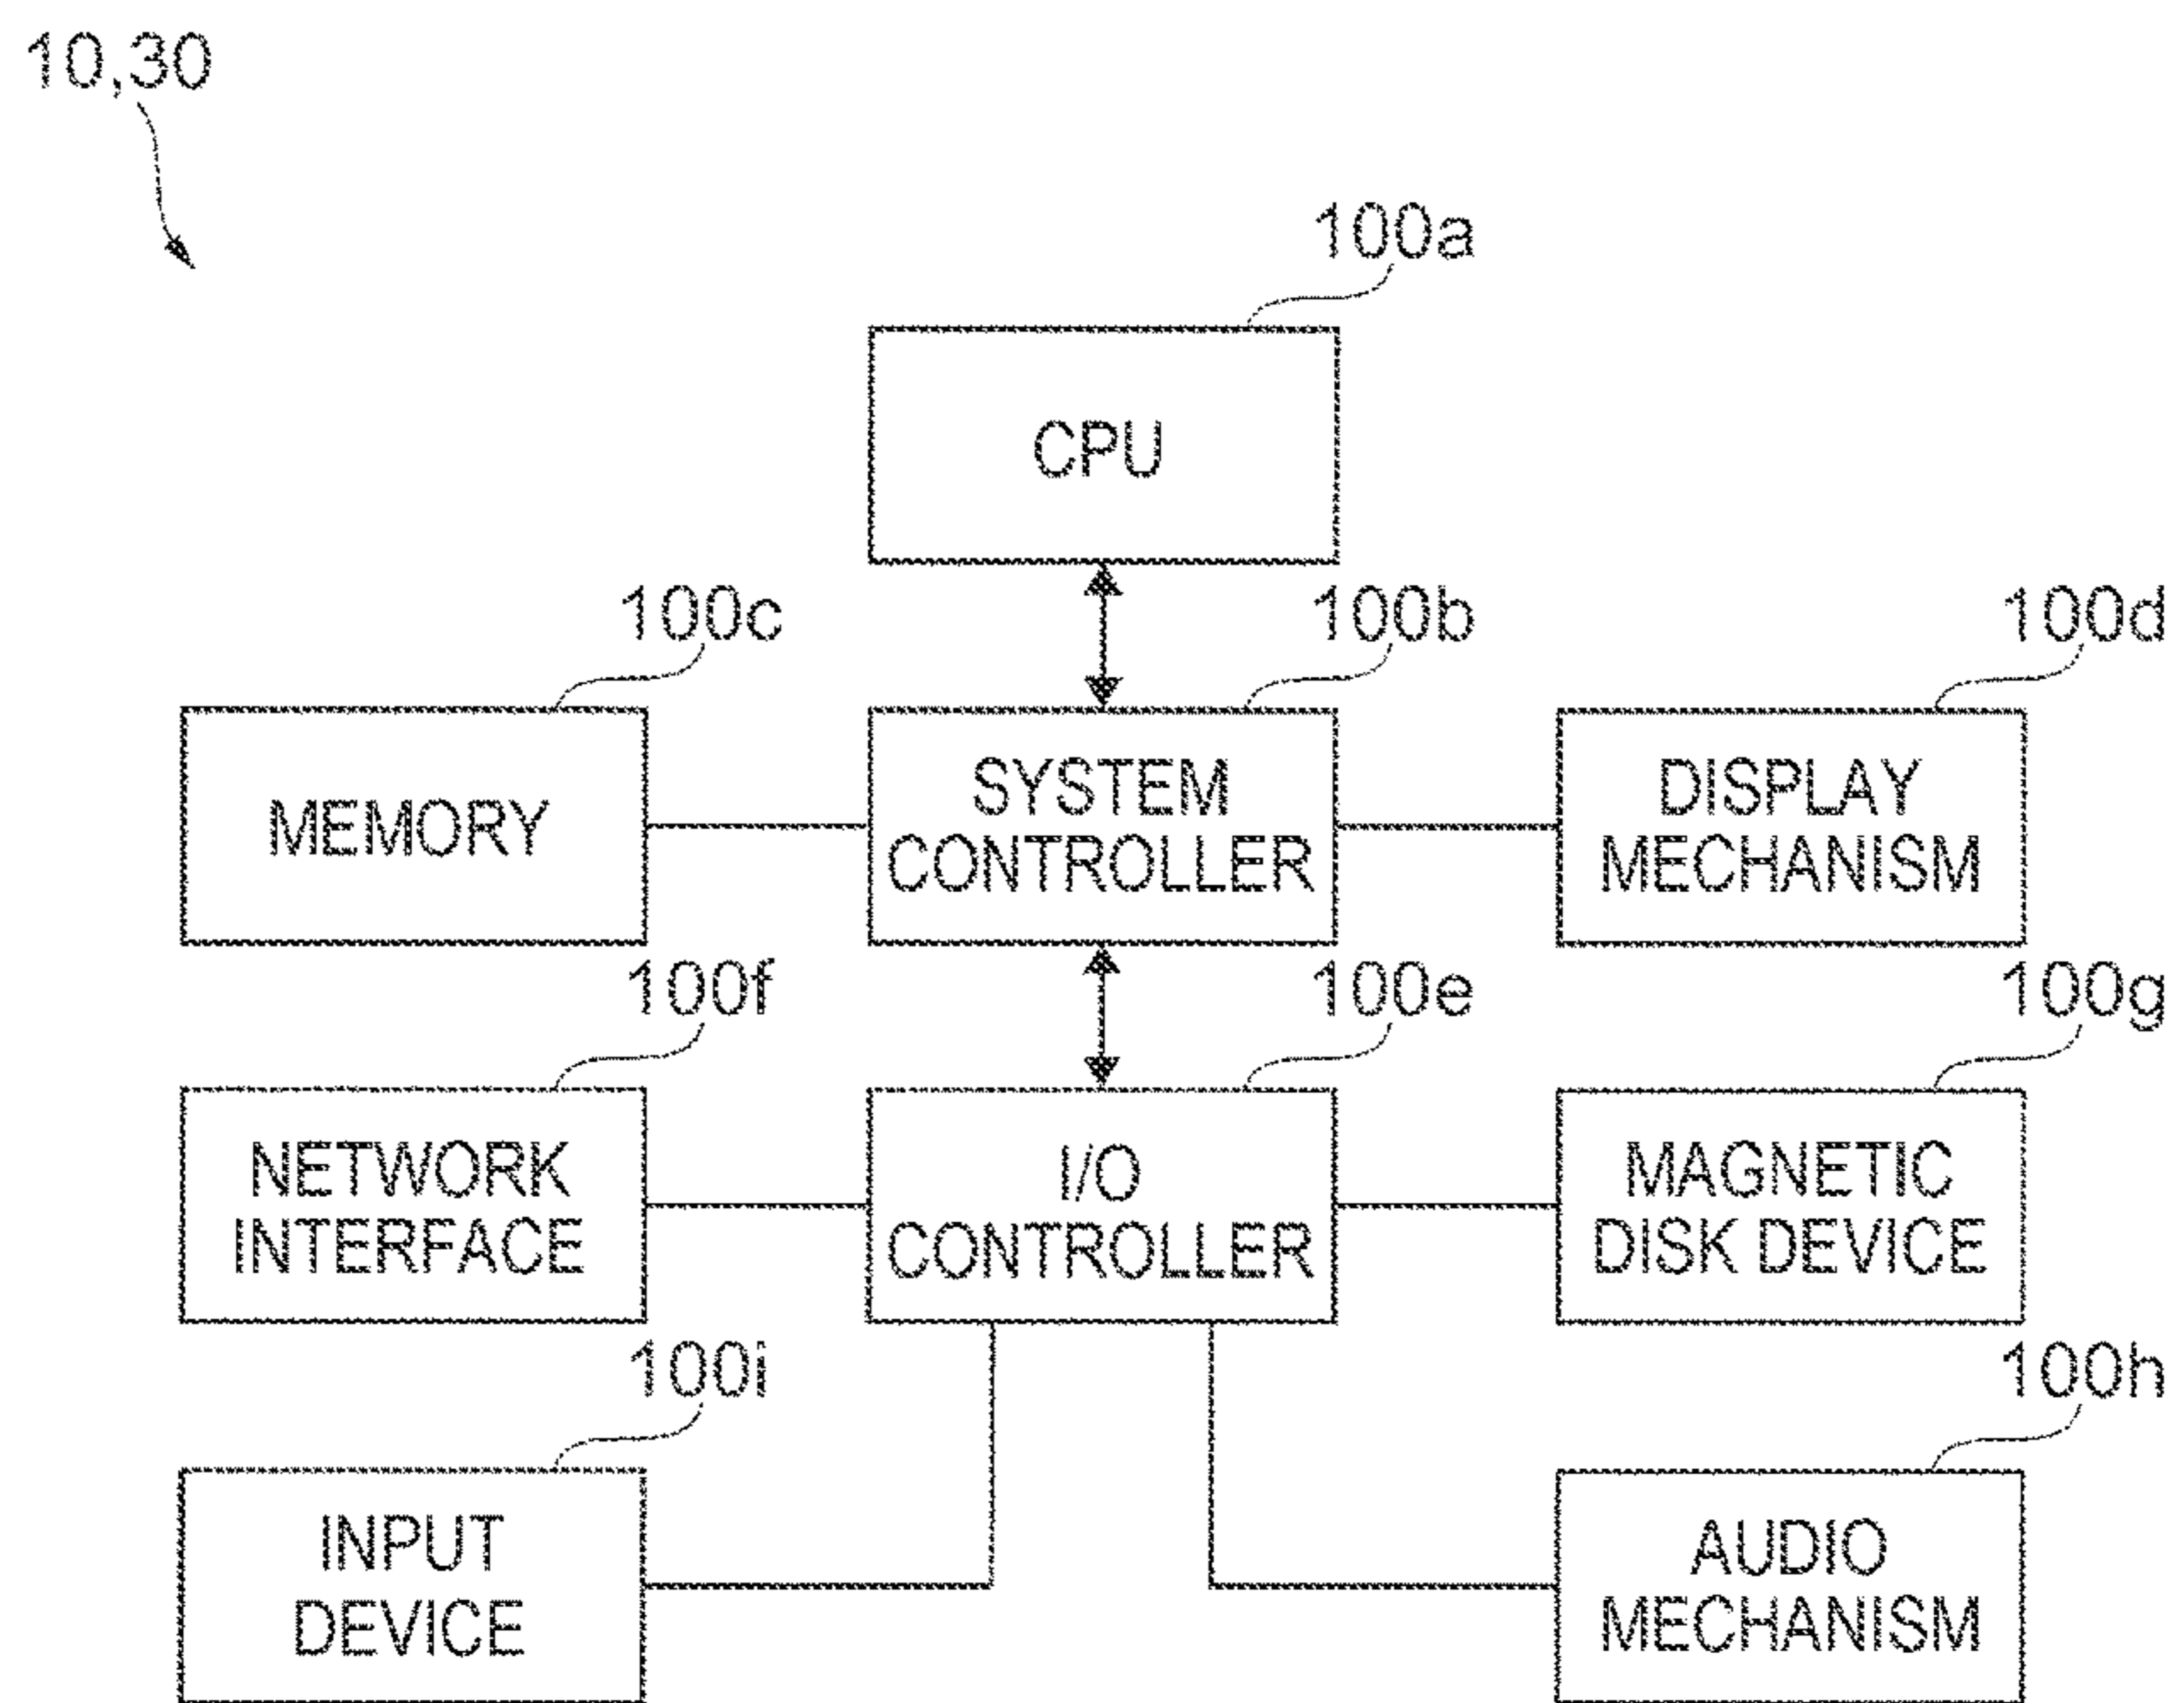 10,30
100a
CPU
100c
100b
100d
MEMORY
SYSTEM
CONTROLLER
DISPLAY
MECHANISM
100f
100e
100g
NETWORK
INTERFACE
I/O
CONTROLLER
MAGNETIC
DISK DEVICE
100i
100h
INPUT
DEVICE
AUDIO
MECHANISM